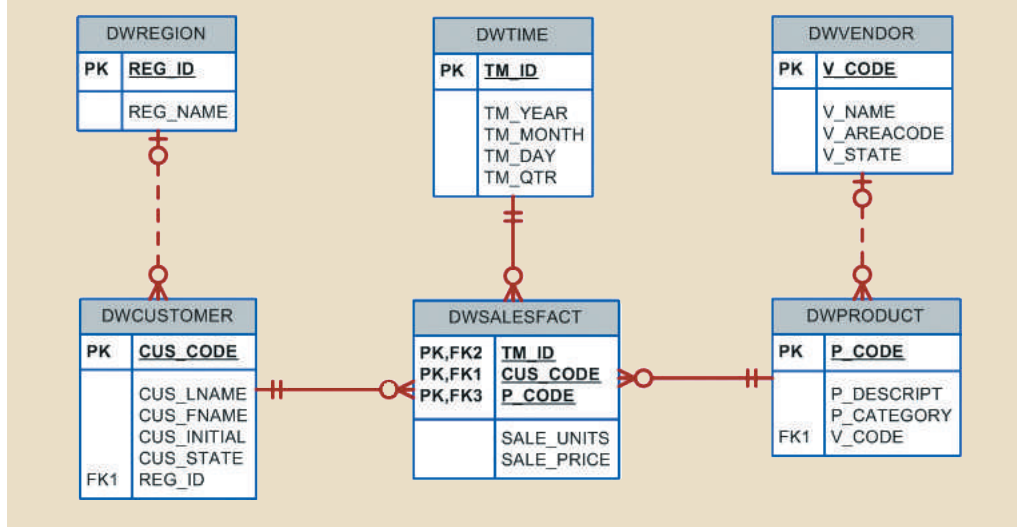 DWREGION
PK REG_ID
REG_NAME
DWTIME
PK TM_ID
TM_YEAR
TM_MONTH
TM_DAY
TM_QTR
DWVENDOR
PK V_CODE
V_NAME
V_AREACODE
V_STATE
DWCUSTOMER
PK CUS_CODE
CUS_LNAME
CUS_FNAME
CUS_INITIAL
CUS_STATE
FK1 REG_ID
DWSALESFACT
PK,FK2 TM_ID
PK,FK1 CUS_CODE
PK,FK3 P_CODE
SALE_UNITS
SALE_PRICE
DWPRODUCT
PK P_CODE
P_DESCRIPT
P_CATEGORY
FK1 V_CODE